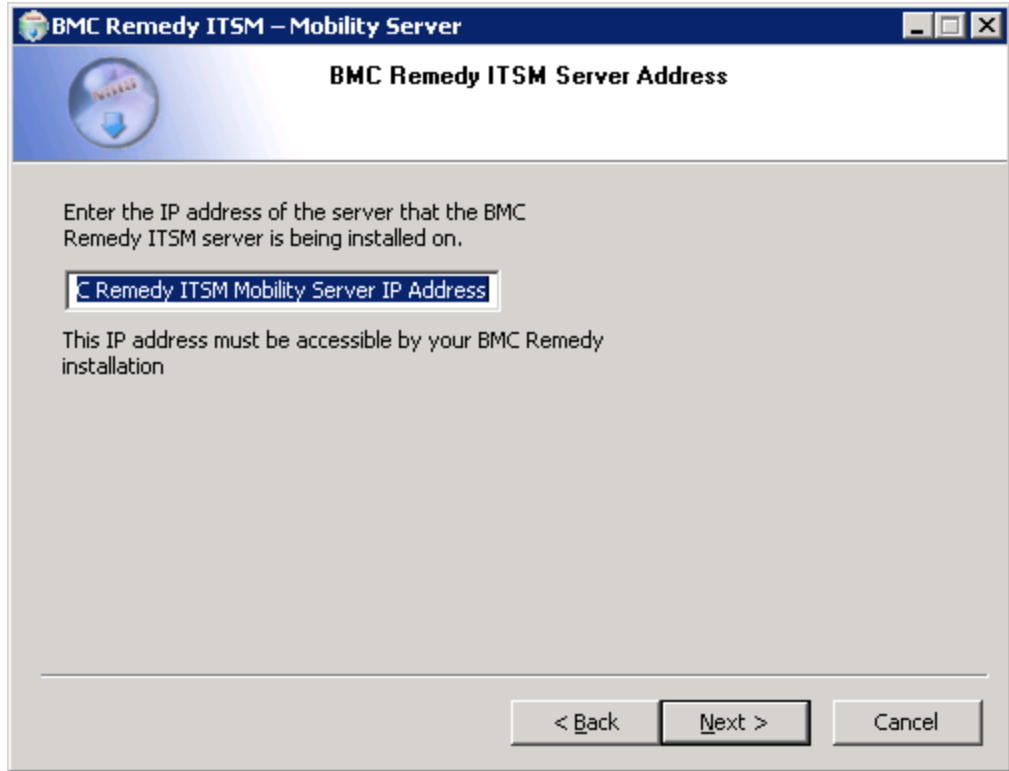 BMC Remedy ITSM – Mobility Server
BMC Remedy ITSM Server Address
Enter the IP address of the server that the BMC
Remedy ITSM server is being installed on.
C Remedy ITSM Mobility Server IP Address
This IP address must be accessible by your BMC Remedy
installation
< Back
Next >
Cancel